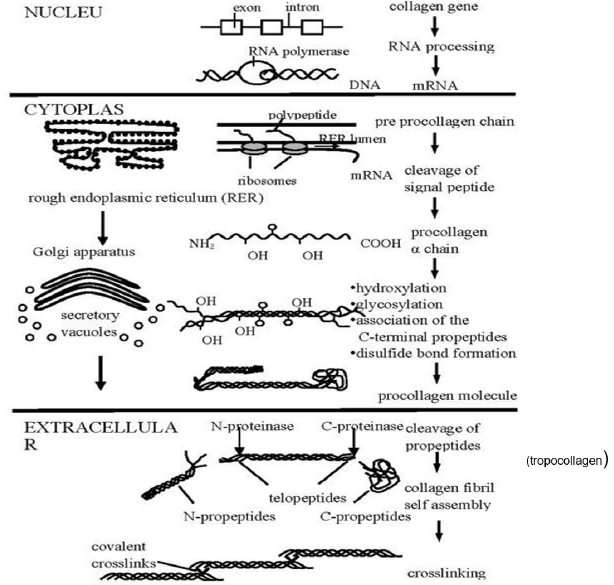 NUCLEU
exon
intron
collagen gene
RNA polymerase
RNA processing
DNA
mRNA
CYTOPLAS
polypeptide
RER lumen
pre procollagen chain
ribosomes
mRNA
cleavage of
signal peptide
rough endoplasmic reticulum (RER)
Golgi apparatus
NH₂
COOH
OH
OH
procollagen
α chain
secretory
vacuoles
OH
OH
OH
OH
•hydroxylation
•glycosylation
•association of the
C-terminal propeptides
•disulfide bond formation
procollagen molecule
EXTRACELLULA
R
N-proteinase
C-proteinase
cleavage of
propeptides
(tropocollagen)
telopeptides
N-propeptides
C-propeptides
collagen fibril
self assembly
covalent
crosslinks
crosslinking